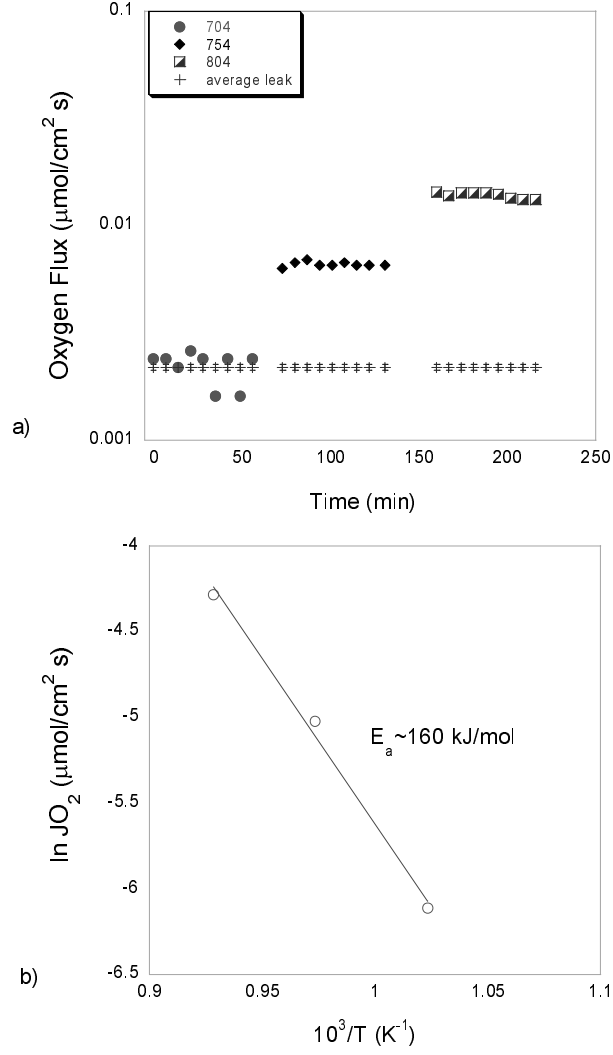 0.1
704
754
804
average leak
0.01
0.001
Oxygen Flux (μmol/cm² s)
a)
0 50 100 150 200 250
Time (min)
-4
-4.5
-5
-5.5
-6
-6.5
ln JO₂ (μmol/cm² s)
Eₐ~160 kJ/mol
b)
0.9 0.95 1 1.05 1.1
10³/T (K⁻¹)